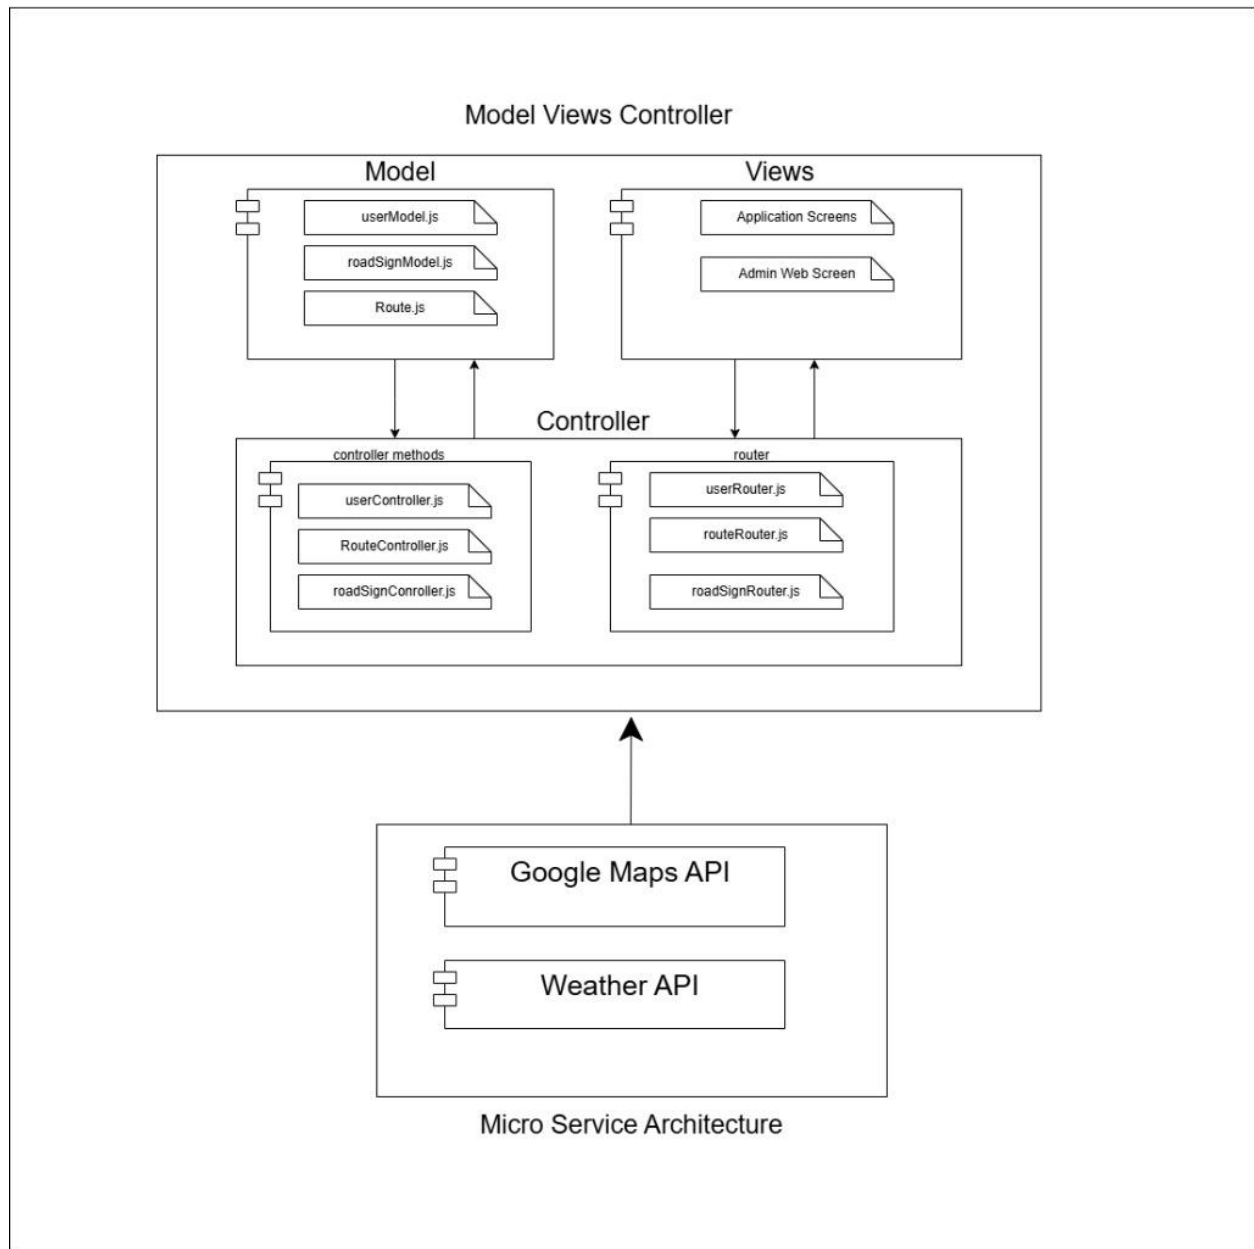 Model Views Controller
Model
userModel.js
roadSignModel.js
Route.js
Views
Application Screens
Admin Web Screen
Controller
controller methods
userController.js
RouteController.js
roadSignConroller.js
router
userRouter.js
routeRouter.js
roadSignRouter.js
Google Maps API
Weather API
Micro Service Architecture